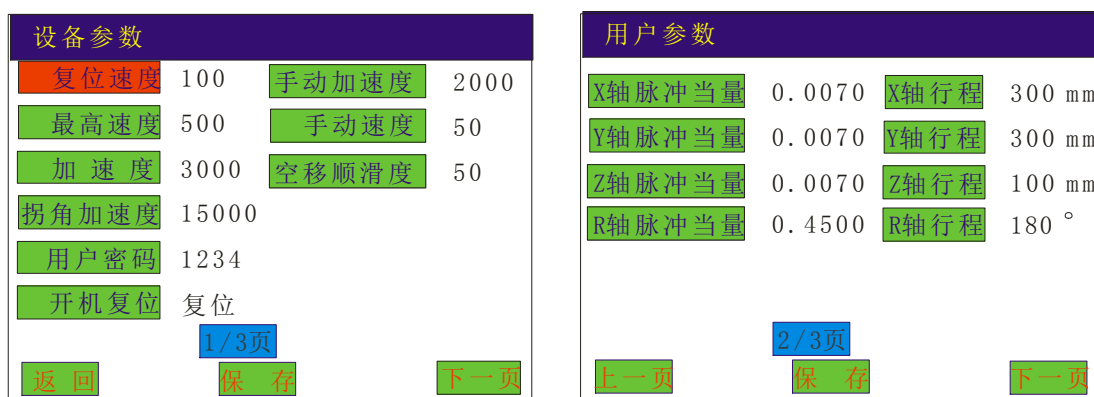 设备参数
复位速度 100 手动加速度 2000
最高速度 500 手动速度 50
加速度 3000 空移顺滑度 50
拐角加速度 15000
用户密码 1234
开机复位 复位
1/3页
返回 保存 下一页
用户参数
X轴脉冲当量 0.0070 X轴行程 300mm
Y轴脉冲当量 0.0070 Y轴行程 300mm
Z轴脉冲当量 0.0070 Z轴行程 100mm
R轴脉冲当量 0.4500 R轴行程 180°
2/3页
上一页 保存 下一页